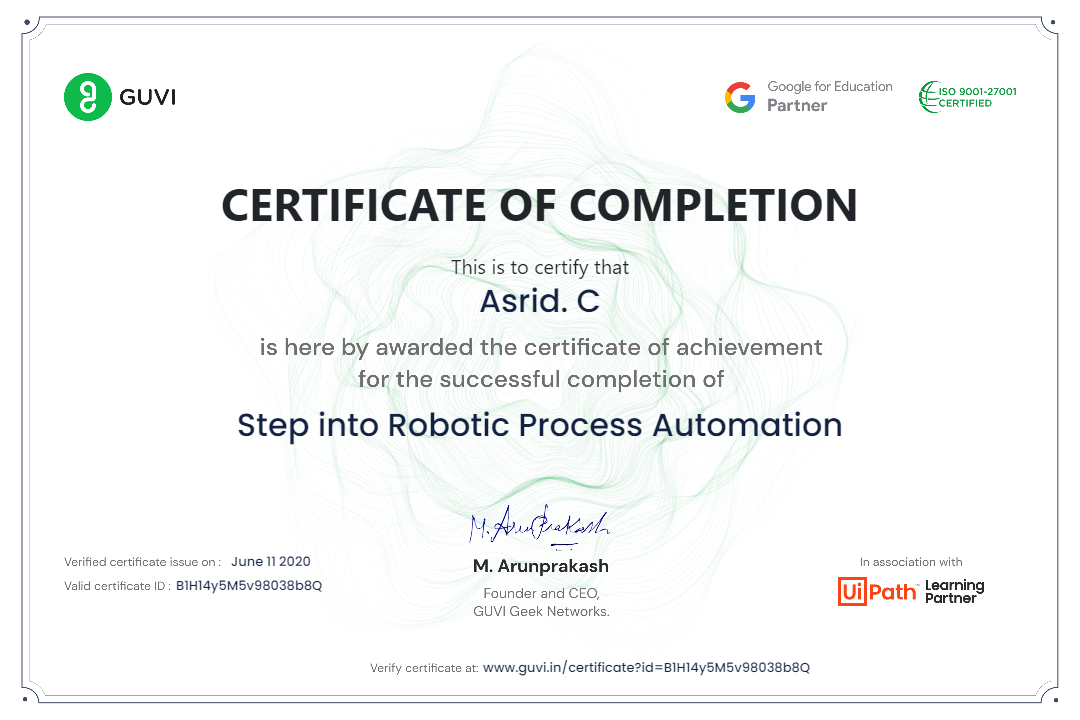 GUVI
Google for Education
Partner
ISO 9001-27001
CERTIFIED
CERTIFICATE OF COMPLETION
This is to certify that
Asrid. C
is here by awarded the certificate of achievement
for the successful completion of
Step into Robotic Process Automation
M. Arunprakash
M. Arunprakash
Founder and CEO,
GUVI Geek Networks.
Verified certificate issue on : June 11 2020
Valid certificate ID : B1H14y5M5v98038b8Q
In association with
UiPath™ Learning
Partner
Verify certificate at: www.guvi.in/certificate?id=B1H14y5M5v98038b8Q